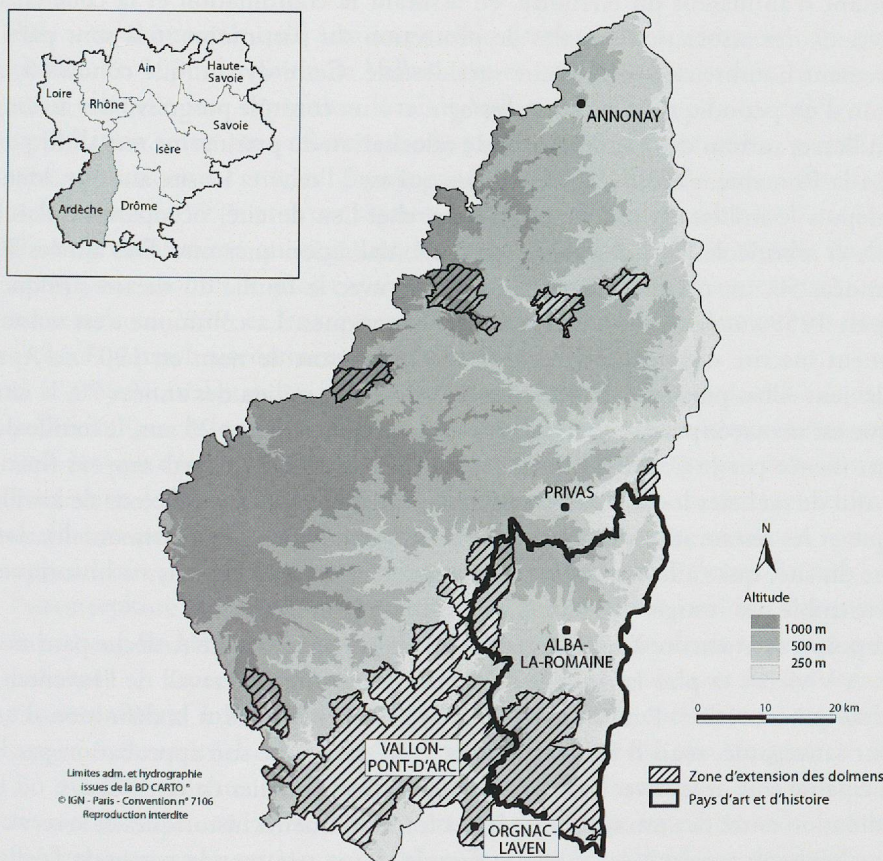 Ain
Haute-
Savoie
Loire
Rhône
Savoie
Isère
Ardèche
Drôme
ANNONAY
PRIVAS
N
Altitude
1000 m
500 m
250 m
ALBA-
LA-ROMAINE
0 10 20 km
VALLON-
PONT-D'ARC
Limites adm. et hydrographie
issues de la BD CARTO ®
© IGN - Paris - Convention n° 7106
Reproduction interdite
Zone d'extension des dolmens
Pays d'art et d'histoire
ORGNAC-
L'AVEN